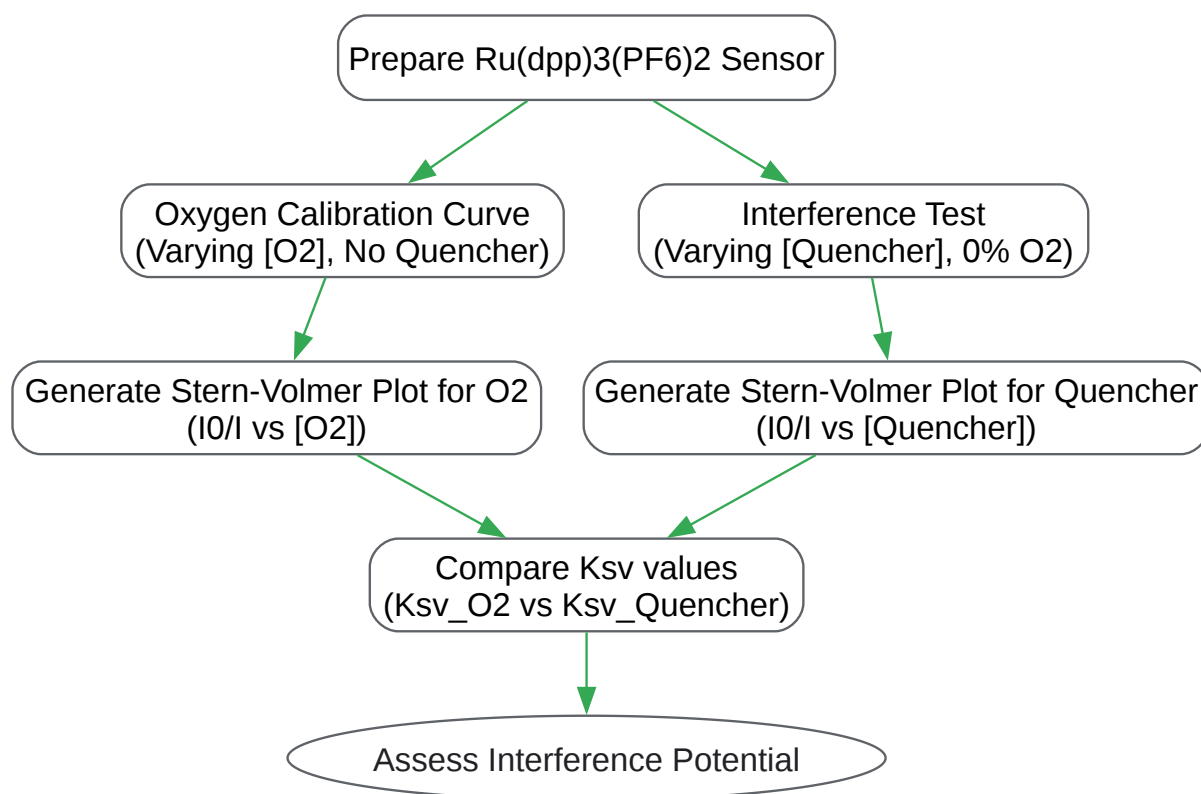 Prepare Ru(dpp)3(PF6)2 Sensor
Oxygen Calibration Curve
(Varying [O2], No Quencher)
Interference Test
(Varying [Quencher], 0% O2)
Generate Stern-Volmer Plot for O2
(I0/I vs [O2])
Generate Stern-Volmer Plot for Quencher
(I0/I vs [Quencher])
Compare Ksv values
(Ksv_O2 vs Ksv_Quencher)
Assess Interference Potential